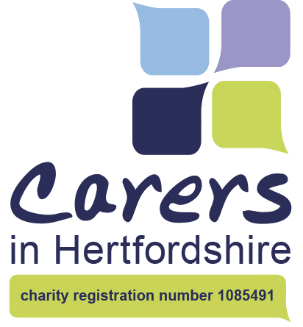 Carers
in Hertfordshire
charity registration number 1085491